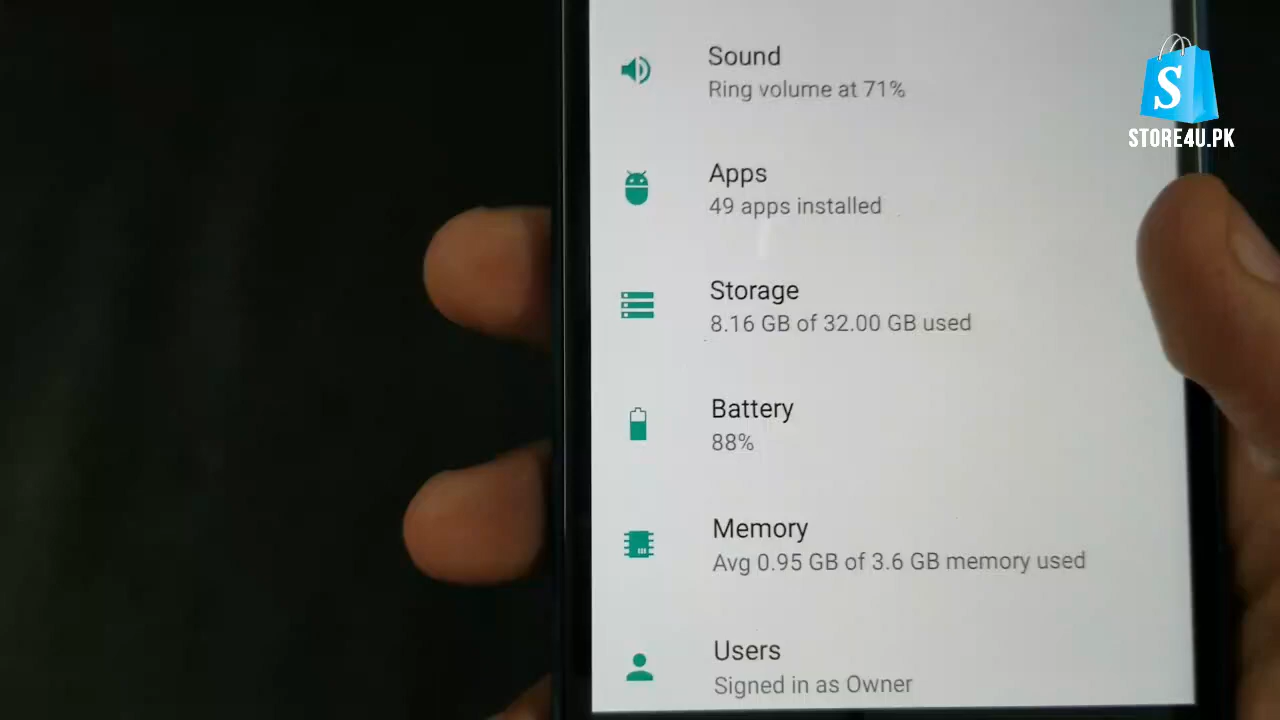 Sound
Ring volume at 71%
S
STORE4U.PK
Apps
49 apps installed
Storage
8.16 GB of 32.00 GB used
Battery
88%
Memory
Avg 0.95 GB of 3.6 GB memory used
Users
Signed in as Owner